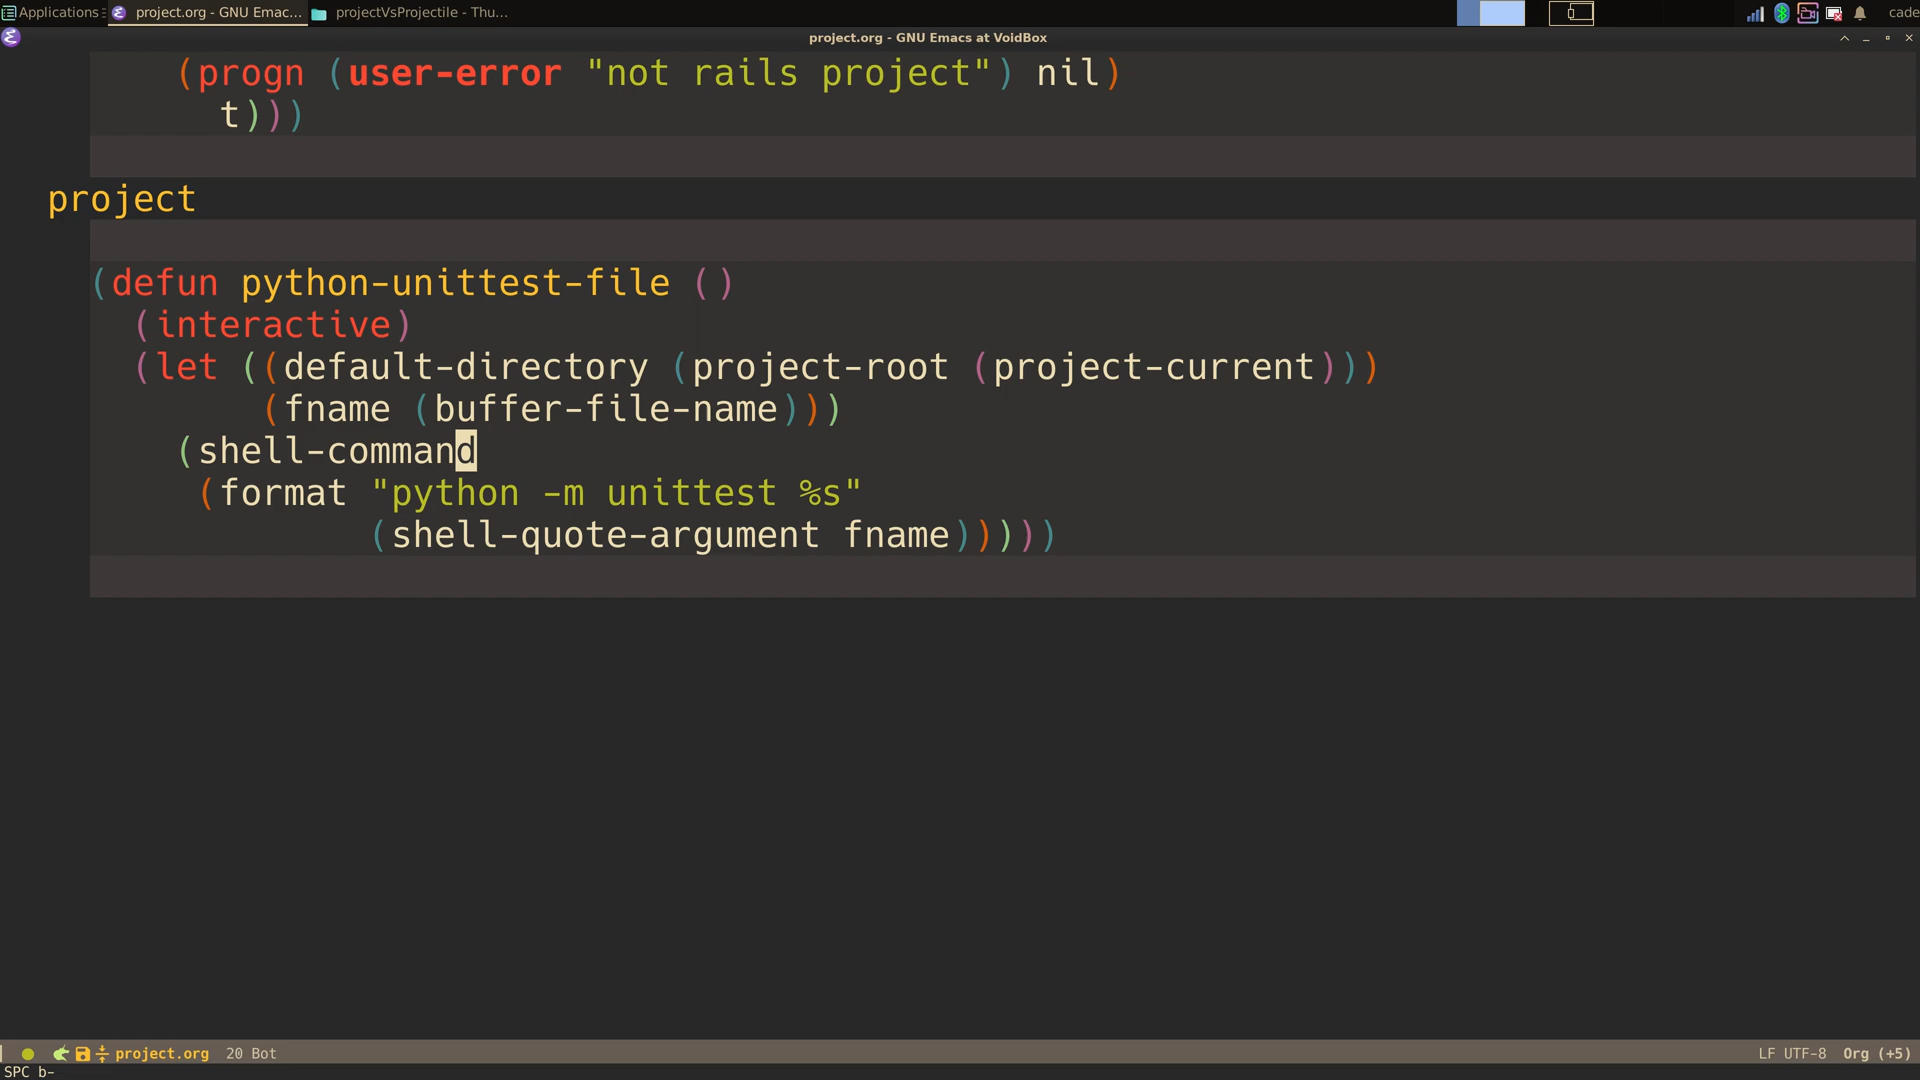 Applications
project.org - GNU Emac...
projectVsProjectile - Thu...
cade
project.org - GNU Emacs at VoidBox
(progn (user-error "not rails project") nil)
t)))
project
(defun python-unittest-file ()
(interactive)
(let ((default-directory (project-root (project-current)))
(fname (buffer-file-name)))
(shell-command
(format "python -m unittest %s"
(shell-quote-argument fname)))))
project.org 20 Bot
LF UTF-8 Org (+5)
SPC b-